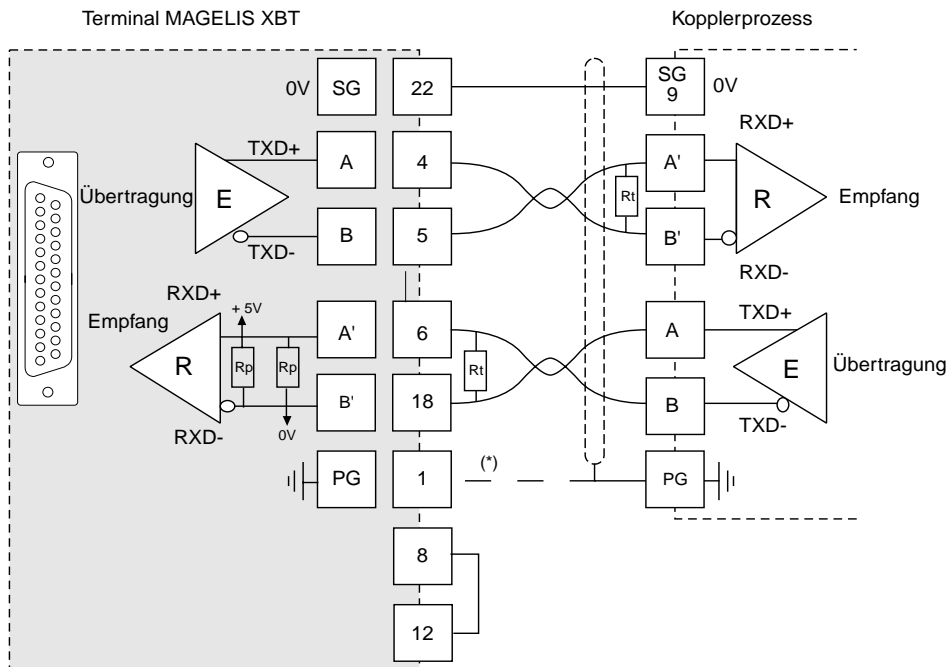 Terminal MAGELIS XBT
Kopplerprozess
0V SG 22 SG 9 0V
TXD+ A 4 A' RXD+
Übertragung E Rt R Empfang
TXD- B 5 B' RXD-
RXD+ + 5V A' 6 A TXD+
Empfang R Rp Rp Rt E Übertragung
RXD- 0V B' 18 B TXD-
PG 1 (*) PG
8
12